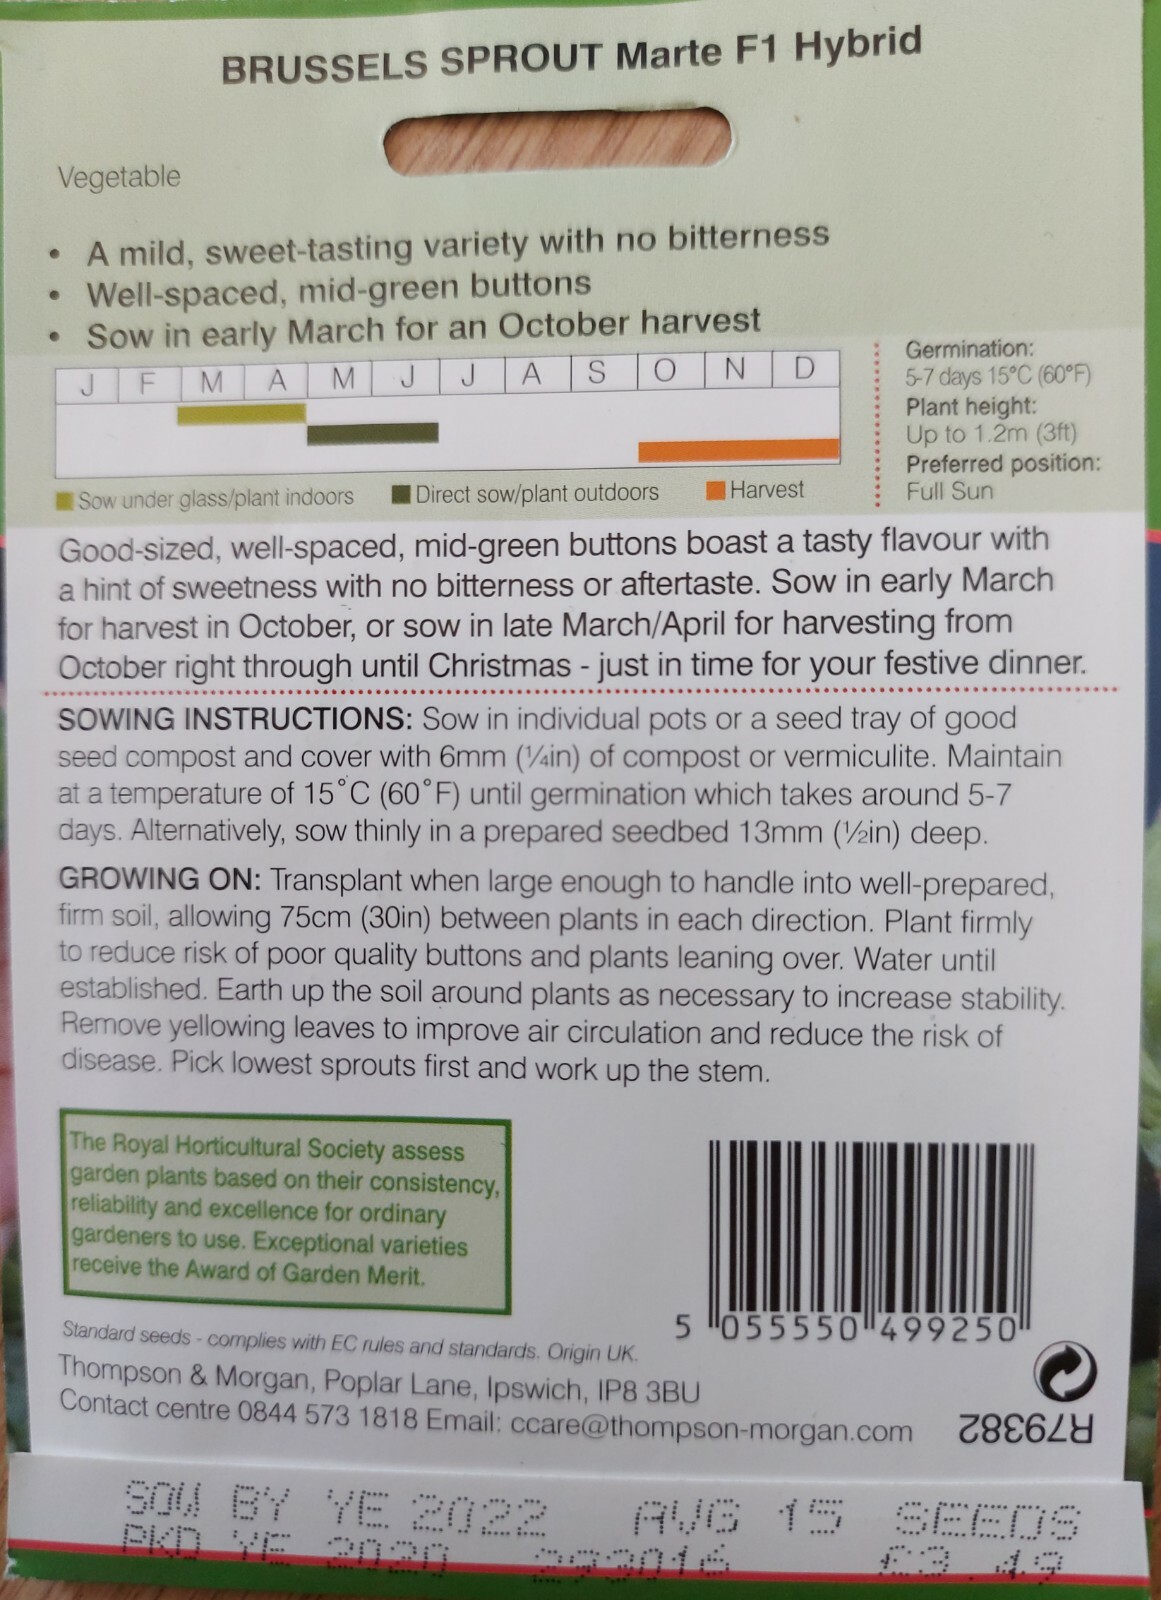 BRUSSELS SPROUT Marte F1 Hybrid
Vegetable
• A mild, sweet-tasting variety with no bitterness
• Well-spaced, mid-green buttons
• Sow in early March for an October harvest
J F M A M J J A S O N D
Sow under glass/plant indoors Direct sow/plant outdoors Harvest
Germination:
5-7 days 15°C (60°F)
Plant height:
Up to 1.2m (3ft)
Preferred position:
Full Sun
Good-sized, well-spaced, mid-green buttons boast a tasty flavour with
a hint of sweetness with no bitterness or aftertaste. Sow in early March
for harvest in October, or sow in late March/April for harvesting from
October right through until Christmas - just in time for your festive dinner.
SOWING INSTRUCTIONS: Sow in individual pots or a seed tray of good
seed compost and cover with 6mm (¼in) of compost or vermiculite. Maintain
at a temperature of 15°C (60°F) until germination which takes around 5-7
days. Alternatively, sow thinly in a prepared seedbed 13mm (½in) deep.
GROWING ON: Transplant when large enough to handle into well-prepared,
firm soil, allowing 75cm (30in) between plants in each direction. Plant firmly
to reduce risk of poor quality buttons and plants leaning over. Water until
established. Earth up the soil around plants as necessary to increase stability.
Remove yellowing leaves to improve air circulation and reduce the risk of
disease. Pick lowest sprouts first and work up the stem.
The Royal Horticultural Society assess
garden plants based on their consistency,
reliability and excellence for ordinary
gardeners to use. Exceptional varieties
receive the Award of Garden Merit.
5 055550 499250
Standard seeds - complies with EC rules and standards. Origin UK.
Thompson & Morgan, Poplar Lane, Ipswich, IP8 3BU
Contact centre 0844 573 1818 Email: ccare@thompson-morgan.com
R79382
SOW BY YE 2022 AVG 15 SEEDS
PKD YE 2020 293016 £3.49